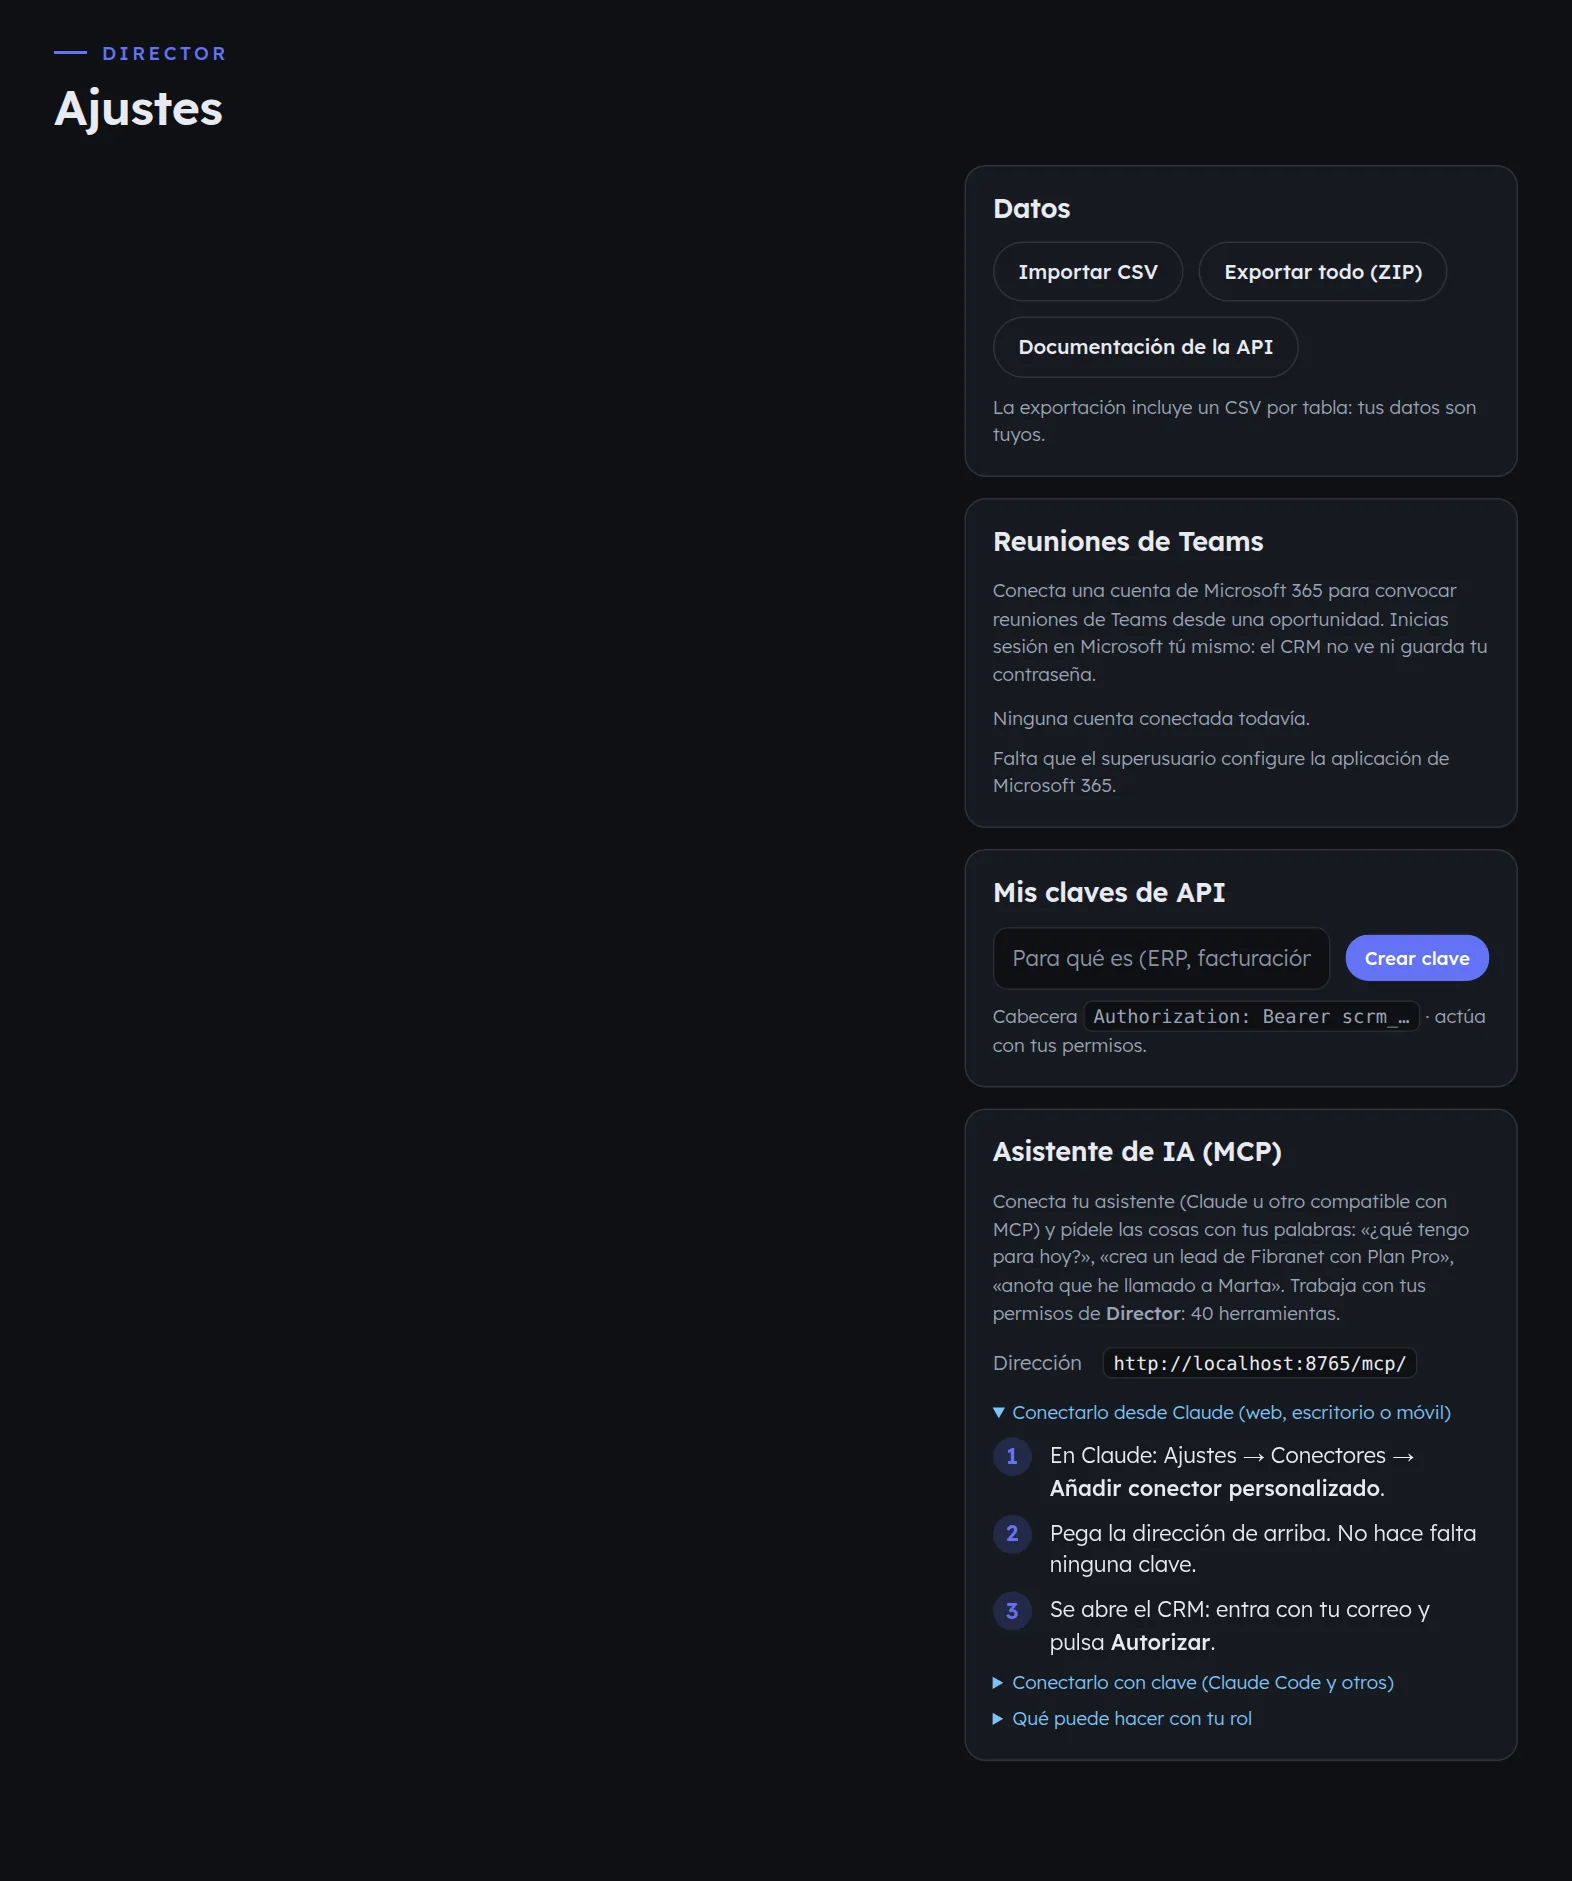 DIRECTOR
Ajustes
Datos
Importar CSV
Exportar todo (ZIP)
Documentación de la API
La exportación incluye un CSV por tabla: tus datos son
tuyos.
Reuniones de Teams
Conecta una cuenta de Microsoft 365 para convocar
reuniones de Teams desde una oportunidad. Inicias
sesión en Microsoft tú mismo: el CRM no ve ni guarda tu
contraseña.
Ninguna cuenta conectada todavía.
Falta que el superusuario configure la aplicación de
Microsoft 365.
Mis claves de API
Para qué es (ERP, facturación
Crear clave
Cabecera Authorization: Bearer scrm_… · actúa
con tus permisos.
Asistente de IA (MCP)
Conecta tu asistente (Claude u otro compatible con
MCP) y pídele las cosas con tus palabras: «¿qué tengo
para hoy?», «crea un lead de Fibranet con Plan Pro»,
«anota que he llamado a Marta». Trabaja con tus
permisos de Director: 40 herramientas.
Dirección http://localhost:8765/mcp/
▼ Conectarlo desde Claude (web, escritorio o móvil)
1 En Claude: Ajustes → Conectores →
Añadir conector personalizado.
2 Pega la dirección de arriba. No hace falta
ninguna clave.
3 Se abre el CRM: entra con tu correo y
pulsa Autorizar.
▶ Conectarlo con clave (Claude Code y otros)
▶ Qué puede hacer con tu rol